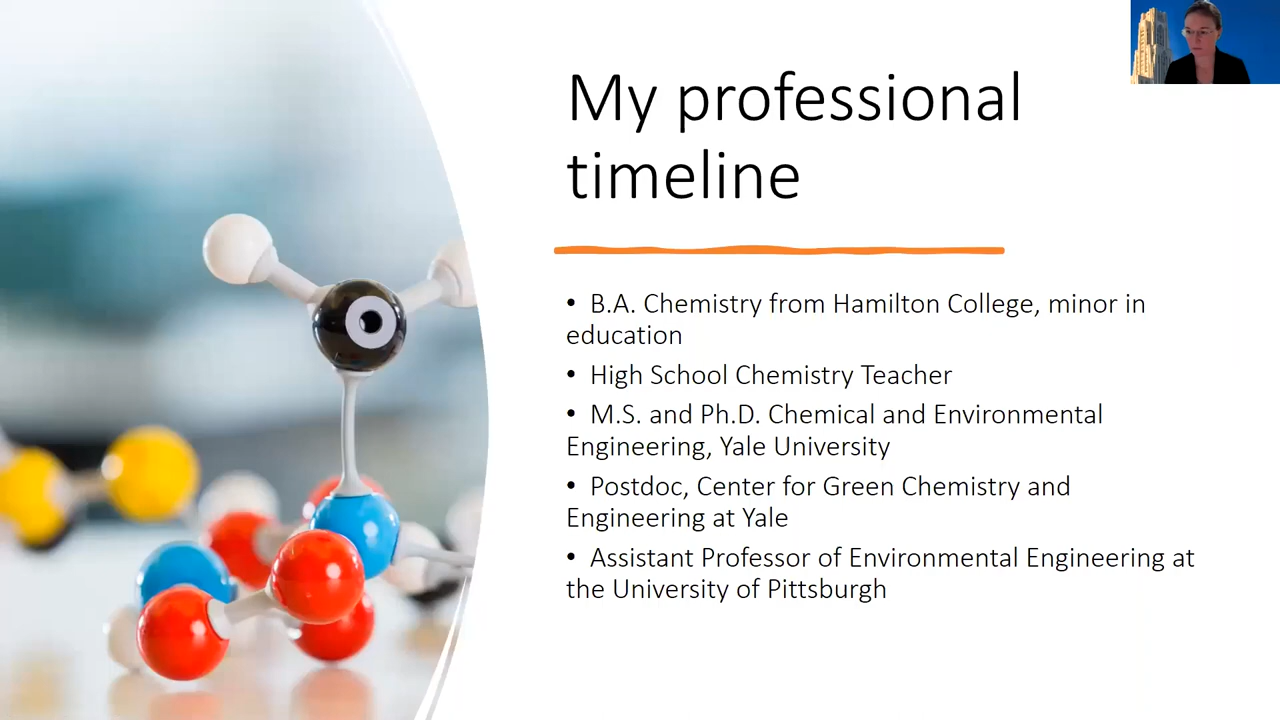 My professional
timeline
• B.A. Chemistry from Hamilton College, minor in
education
• High School Chemistry Teacher
• M.S. and Ph.D. Chemical and Environmental
Engineering, Yale University
• Postdoc, Center for Green Chemistry and
Engineering at Yale
• Assistant Professor of Environmental Engineering at
the University of Pittsburgh